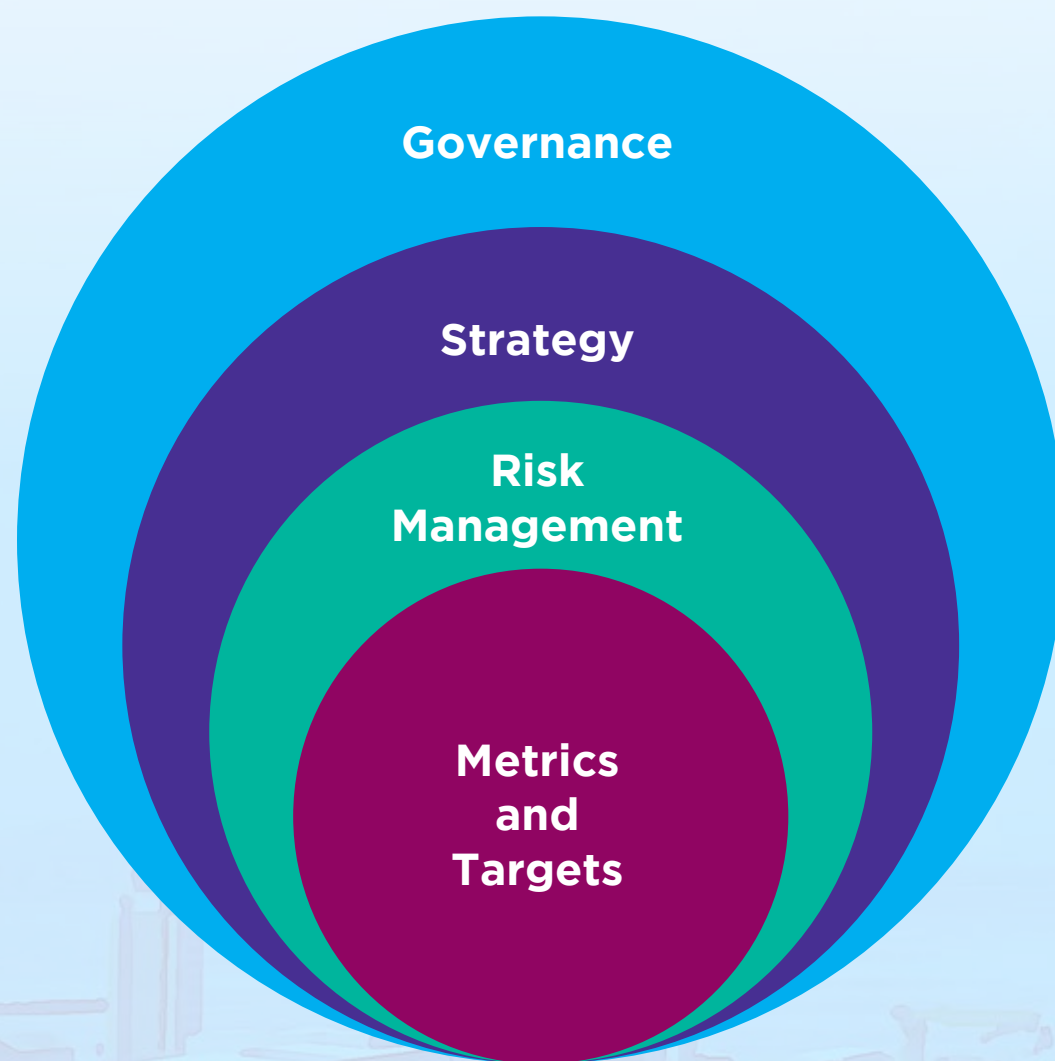 Governance
Strategy
Risk
Management
Metrics
and
Targets